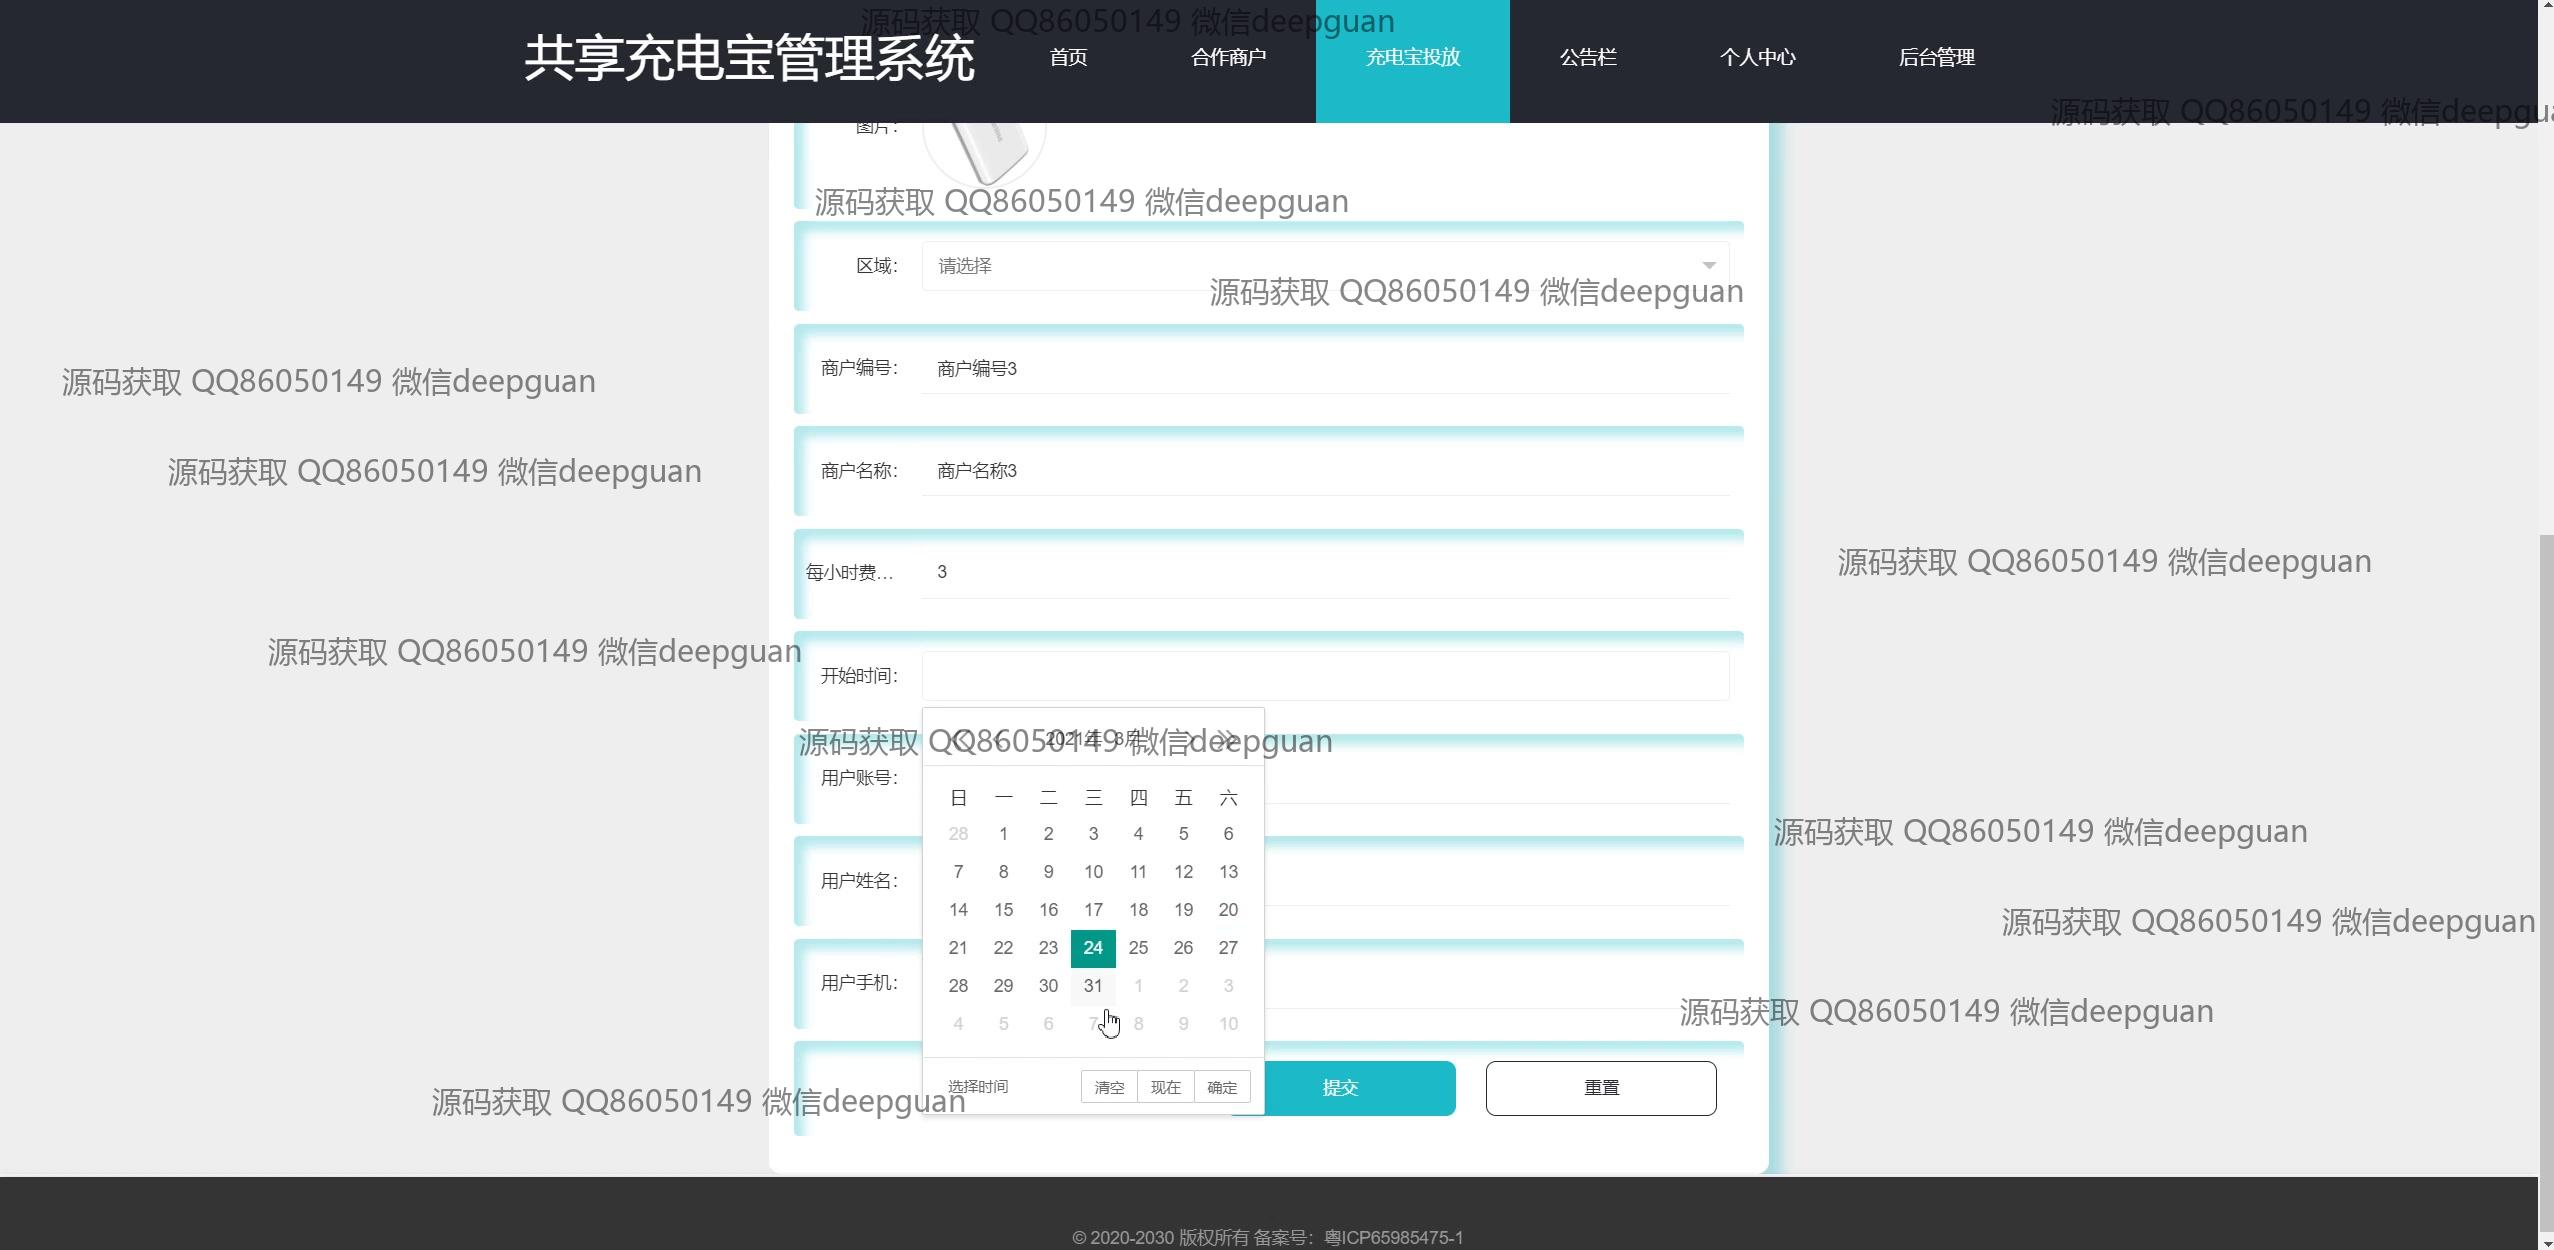 共享充电宝管理系统
首页
合作商户
充电宝投放
公告栏
个人中心
后台管理
源码获取 QQ86050149 微信deepguan
源码获取 QQ86050149 微信deepgua
图片：
源码获取 QQ86050149 微信deepguan
区域：
请选择
源码获取 QQ86050149 微信deepguan
商户编号：
商户编号3
源码获取 QQ86050149 微信deepguan
商户名称：
商户名称3
源码获取 QQ86050149 微信deepguan
每小时费…
3
源码获取 QQ86050149 微信deepguan
源码获取 QQ86050149 微信deepguan
开始时间：
源码获取 QQ86050149 微信deepguan
2021年
用户账号：
日 一 二 三 四 五 六
28 1 2 3 4 5 6
7 8 9 10 11 12 13
14 15 16 17 18 19 20
21 22 23 24 25 26 27
28 29 30 31 1 2 3
4 5 6 7 8 9 10
源码获取 QQ86050149 微信deepguan
用户姓名：
源码获取 QQ86050149 微信deepguan
用户手机：
源码获取 QQ86050149 微信deepguan
选择时间
清空
现在
确定
提交
重置
源码获取 QQ86050149 微信deepguan
© 2020-2030 版权所有 备案号：粤ICP65985475-1